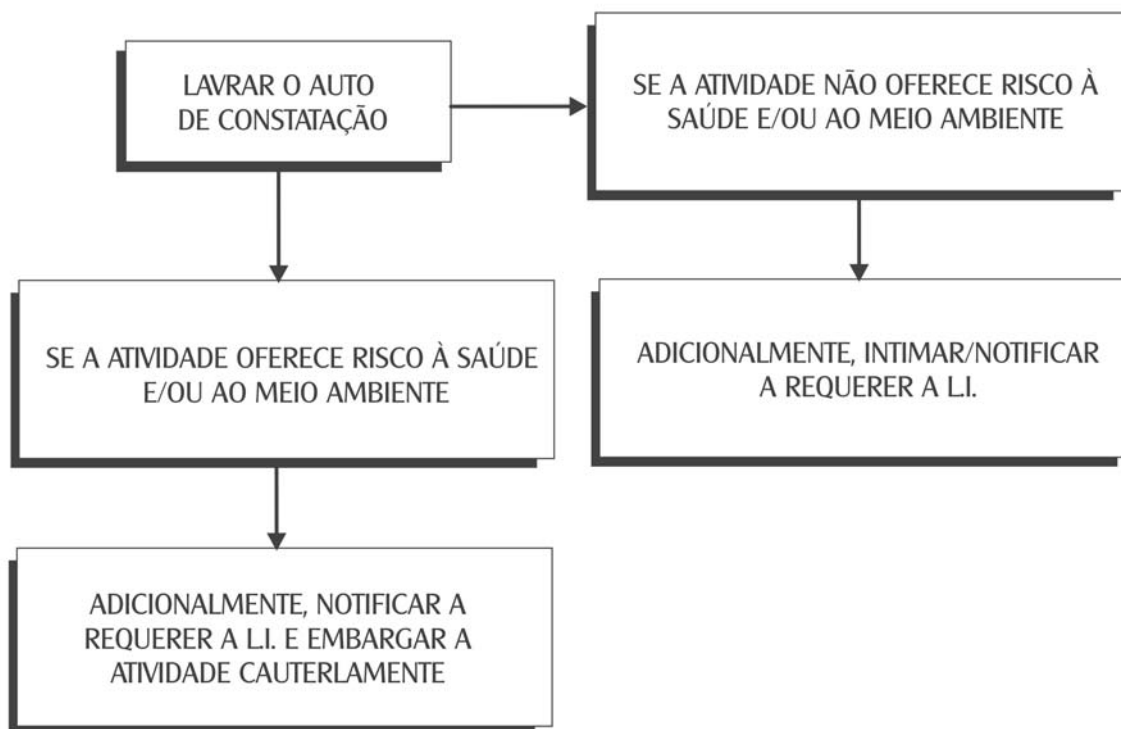 LAVRAR O AUTO
DE CONSTATAÇÃO
SE A ATIVIDADE NÃO OFERECE RISCO À
SAÚDE E/OU AO MEIO AMBIENTE
SE A ATIVIDADE OFERECE RISCO À SAÚDE
E/OU AO MEIO AMBIENTE
ADICIONALMENTE, INTIMAR/NOTIFICAR
A REQUERER A L.I.
ADICIONALMENTE, NOTIFICAR A
REQUERER A L.I. E EMBARGAR A
ATIVIDADE CAUTERLAMENTE